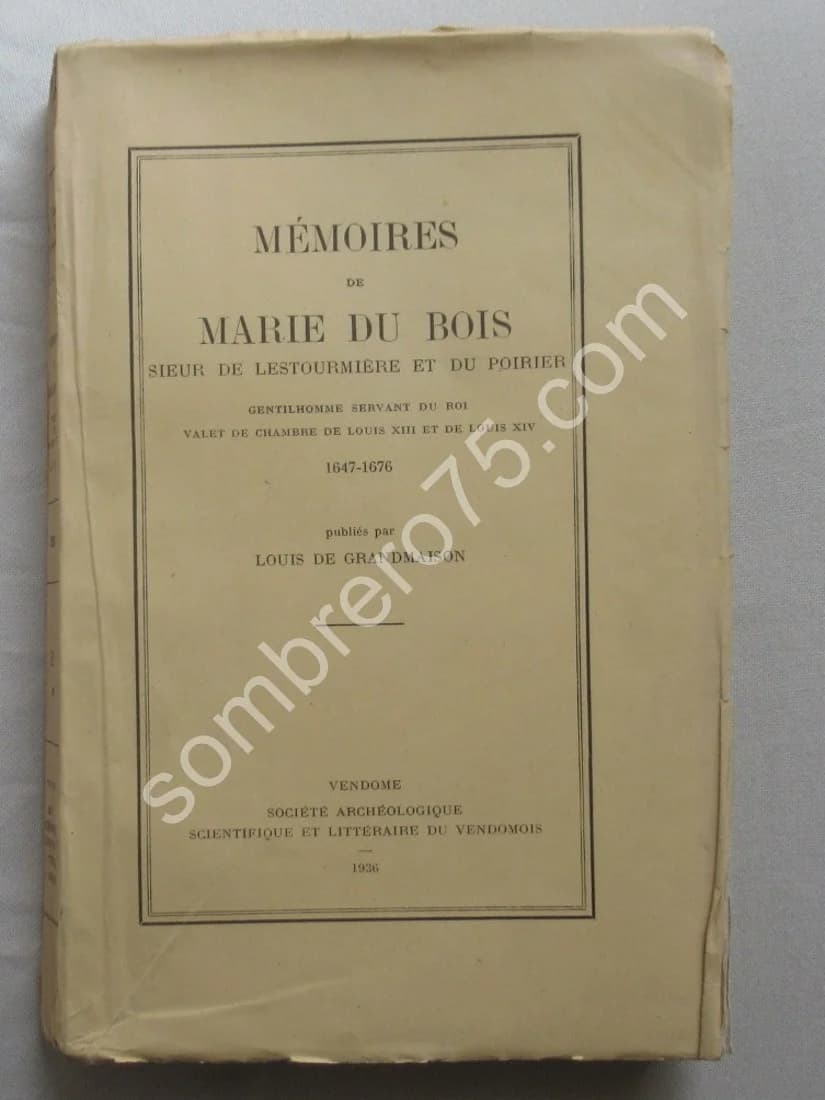 MÉMOIRES
DE
MARIE DU BOIS
SIEUR DE LESTOURMIÈRE ET DU POIRIER
GENTILHOMME SERVANT DU ROI
VALET DE CHAMBRE DE LOUIS XIII ET DE LOUIS XIV
1647-1676
publiés par
LOUIS DE GRANDMAISON
VENDOME
SOCIÉTÉ ARCHÉOLOGIQUE
SCIENTIFIQUE ET LITTÉRAIRE DU VENDOMOIS
1936
sombrero75.com